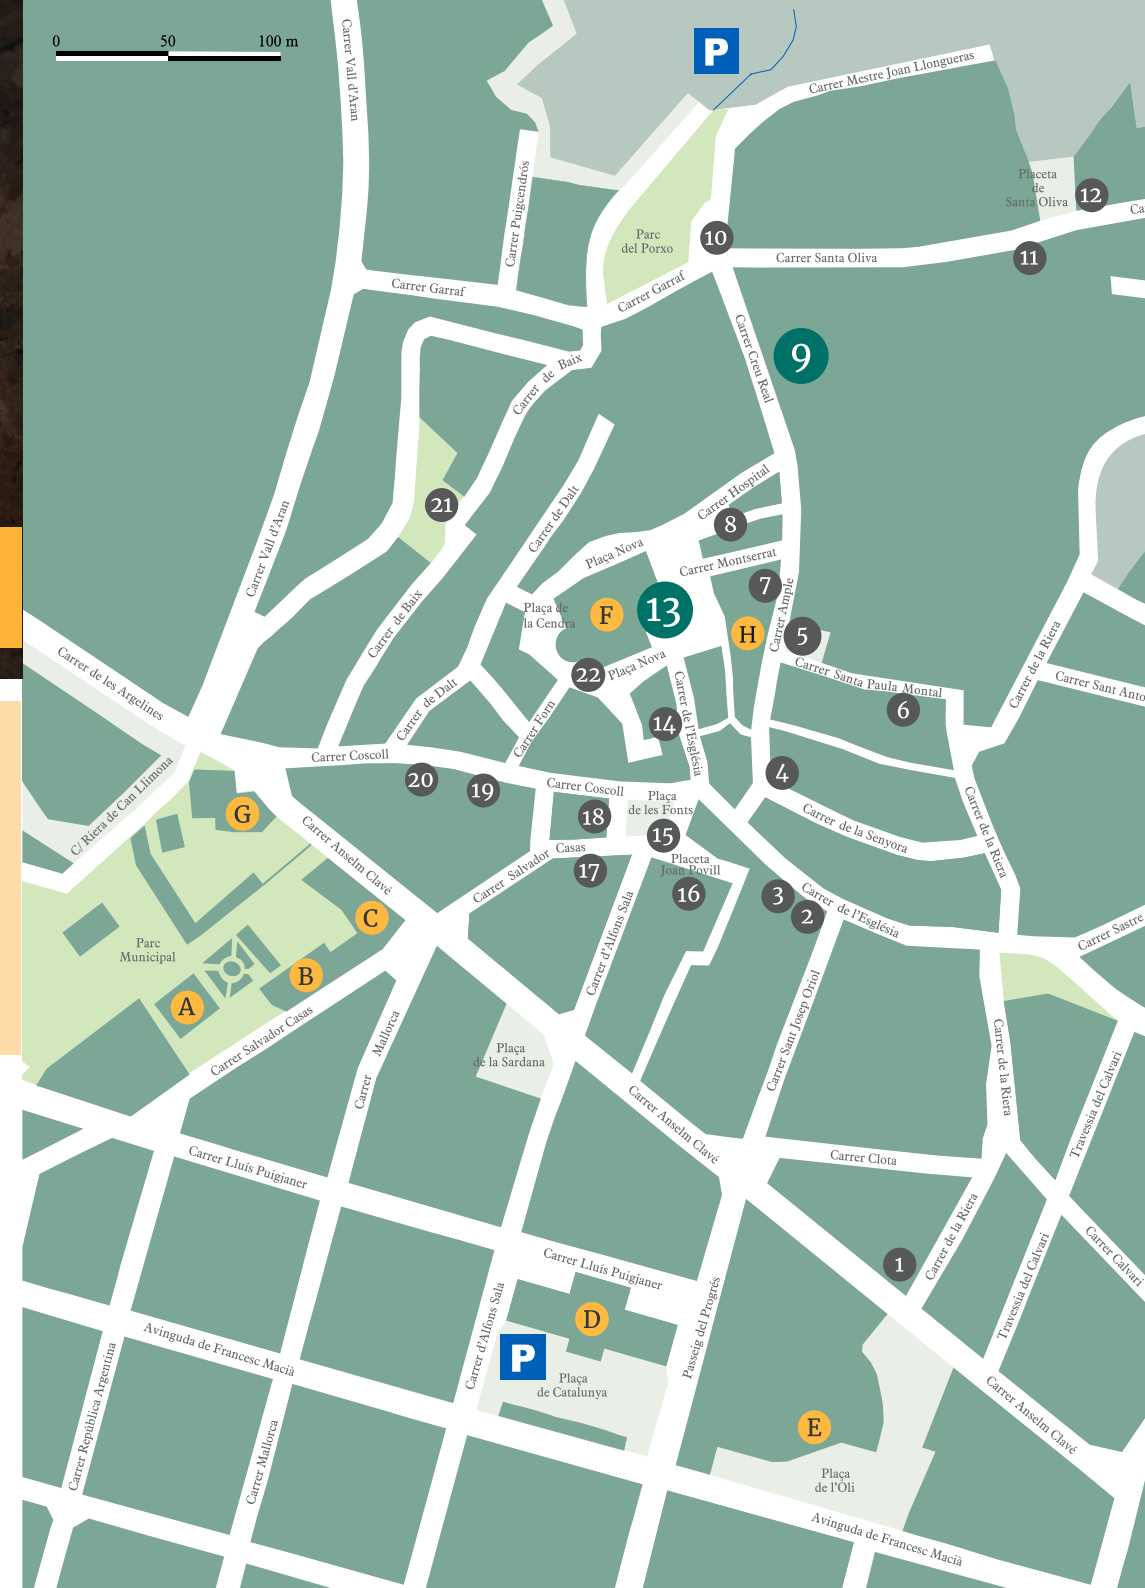 0 50 100 m
P
Carrer Vall d'Aran
Carrer Mestre Joan Llongueras
Placeta
de
Santa Oliva
12
Ca
11
Carrer Puigcendrós
Parc
del Porxo
10
Carrer Santa Oliva
Carrer Garraf
Carrer Garraf
Carrer Creu Real
9
Carrer de Baix
Carrer Hospital
8
21
Carrer de Dalt
Plaça Nova
Carrer Montserrat
7
Carrer Vall d'Aran
Carrer Ample
Plaça de
la Cendra
F
13
H
5
Carrer de Baix
Plaça Nova
22
Carrer Santa Paula Montal
6
Carrer de la Riera
Carrer Sant Anto
Carrer de les Argelines
Carrer de Dalt
Carrer Forn
14
Carrer de l'Església
Carrer Coscoll
20
19
Carrer Coscoll
4
C/ Riera de Can Llimona
G
18
Plaça
de les Fonts
15
Carrer de la Senyora
Carrer de la Riera
Carrer Anselm Clavé
Carrer Salvador Casas
17
Placeta
Joan Povill
16
3
2
Carrer de l'Església
C
Carrer Sastre
Parc
Municipal
B
A
Carrer d'Alfons Sala
Carrer Sant Josep Oriol
Carrer Salvador Casas
Carrer Mallorca
Plaça
de la Sardana
Carrer de la Riera
Travessia del Calvari
Carrer Anselm Clavé
Carrer Clota
Carrer Lluís Puigjaner
Carrer de la Riera
1
Carrer Calvari
Travessia del Calvari
Carrer Lluís Puigjaner
D
Carrer d'Alfons Sala
Passeig del Progrés
P
Plaça
de Catalunya
Avinguda de Francesc Macià
Carrer República Argentina
Carrer Mallorca
Carrer Anselm Clavé
E
Plaça
de l'Oli
Avinguda de Francesc Macià